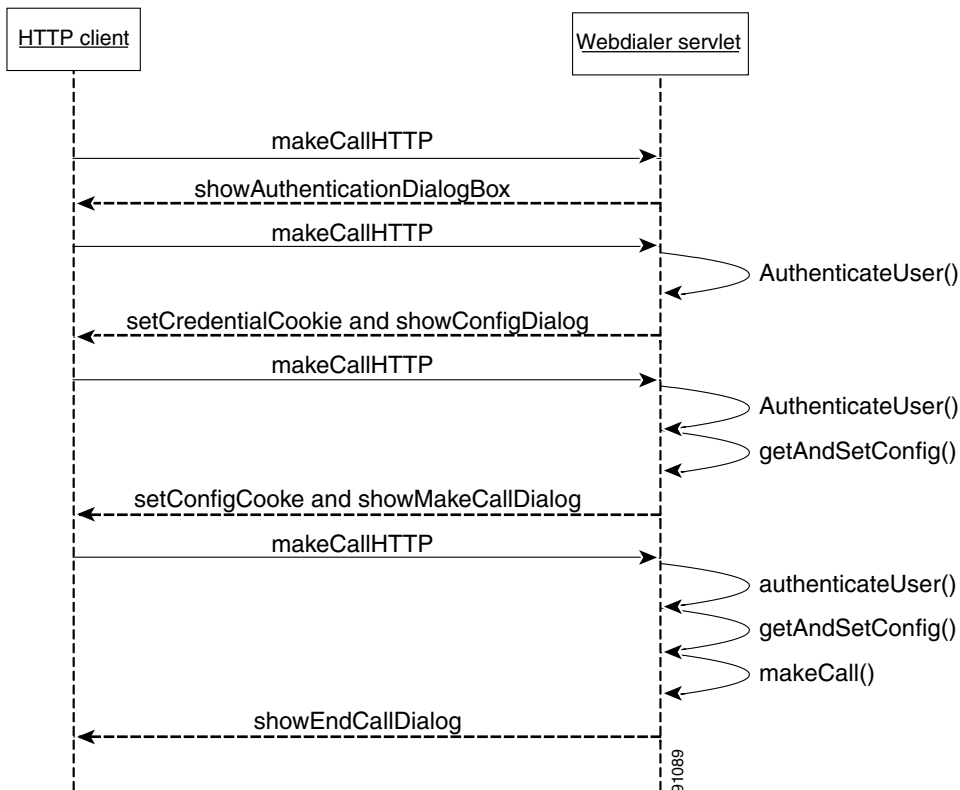 HTTP client
Webdialer servlet
makeCallHTTP
showAuthenticationDialogBox
makeCallHTTP
AuthenticateUser()
setCredentialCookie and showConfigDialog
makeCallHTTP
AuthenticateUser()
getAndSetConfig()
setConfigCooke and showMakeCallDialog
makeCallHTTP
authenticateUser()
getAndSetConfig()
makeCall()
showEndCallDialog
91089